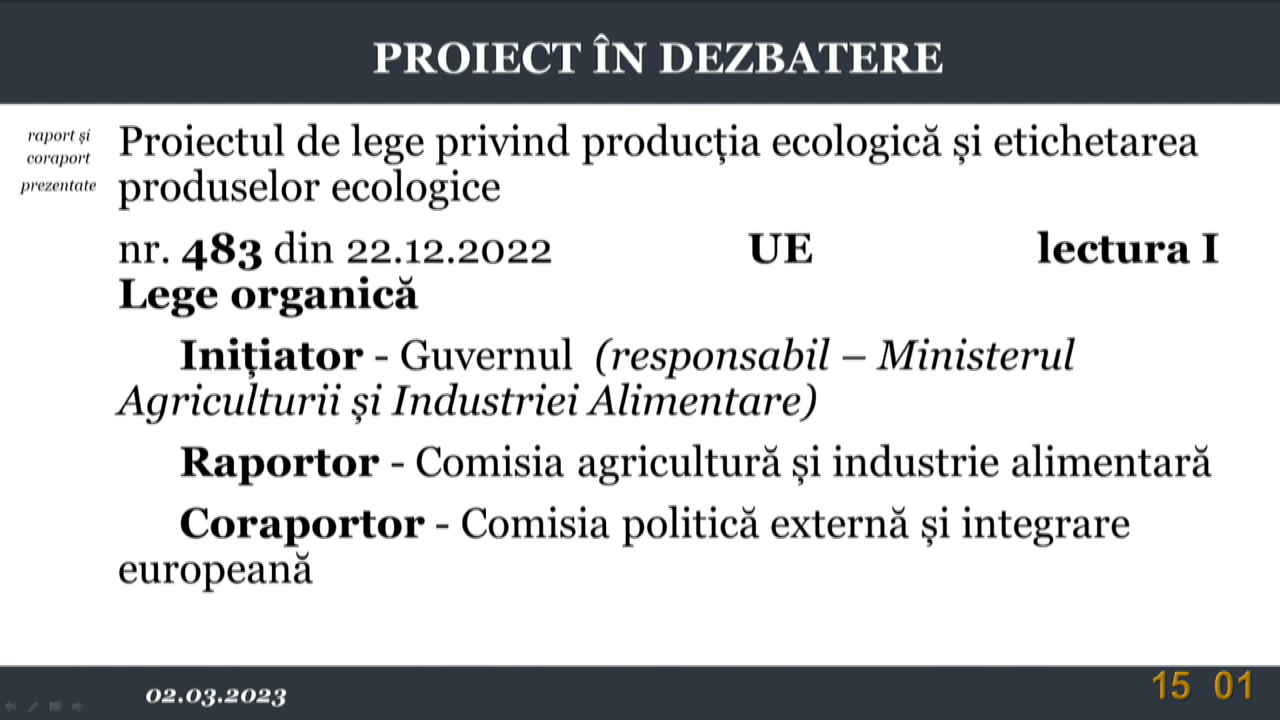 PROIECT ÎN DEZBATERE
raport și
coraport
prezentate
Proiectul de lege privind producția ecologică și etichetarea
produselor ecologice
nr. 483 din 22.12.2022 UE lectura I
Lege organică
Inițiator - Guvernul (responsabil – Ministerul
Agriculturii și Industriei Alimentare)
Raportor - Comisia agricultură și industrie alimentară
Coraportor - Comisia politică externă și integrare
europeană
02.03.2023
15 01